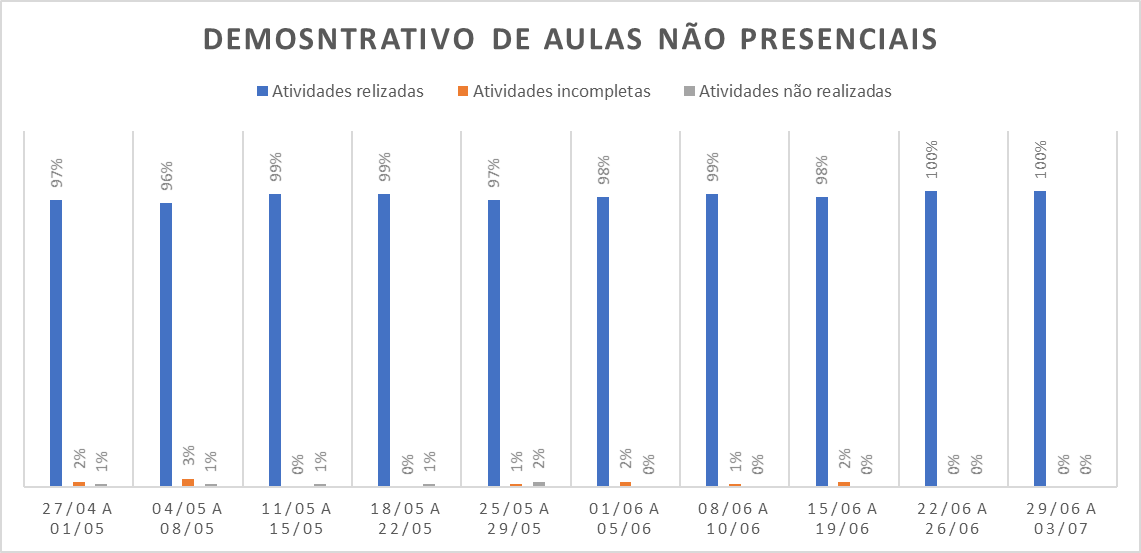 DEMOSNTRATIVO DE AULAS NÃO PRESENCIAIS
Atividades relizadas Atividades incompletas Atividades não realizadas
97% 2% 1%
96% 3% 1%
99% 0% 1%
99% 0% 1%
97% 1% 2%
98% 2% 0%
99% 1% 0%
98% 2% 0%
100% 0% 0%
100% 0% 0%
27/04 A
01/05
04/05 A
08/05
11/05 A
15/05
18/05 A
22/05
25/05 A
29/05
01/06 A
05/06
08/06 A
10/06
15/06 A
19/06
22/06 A
26/06
29/06 A
03/07